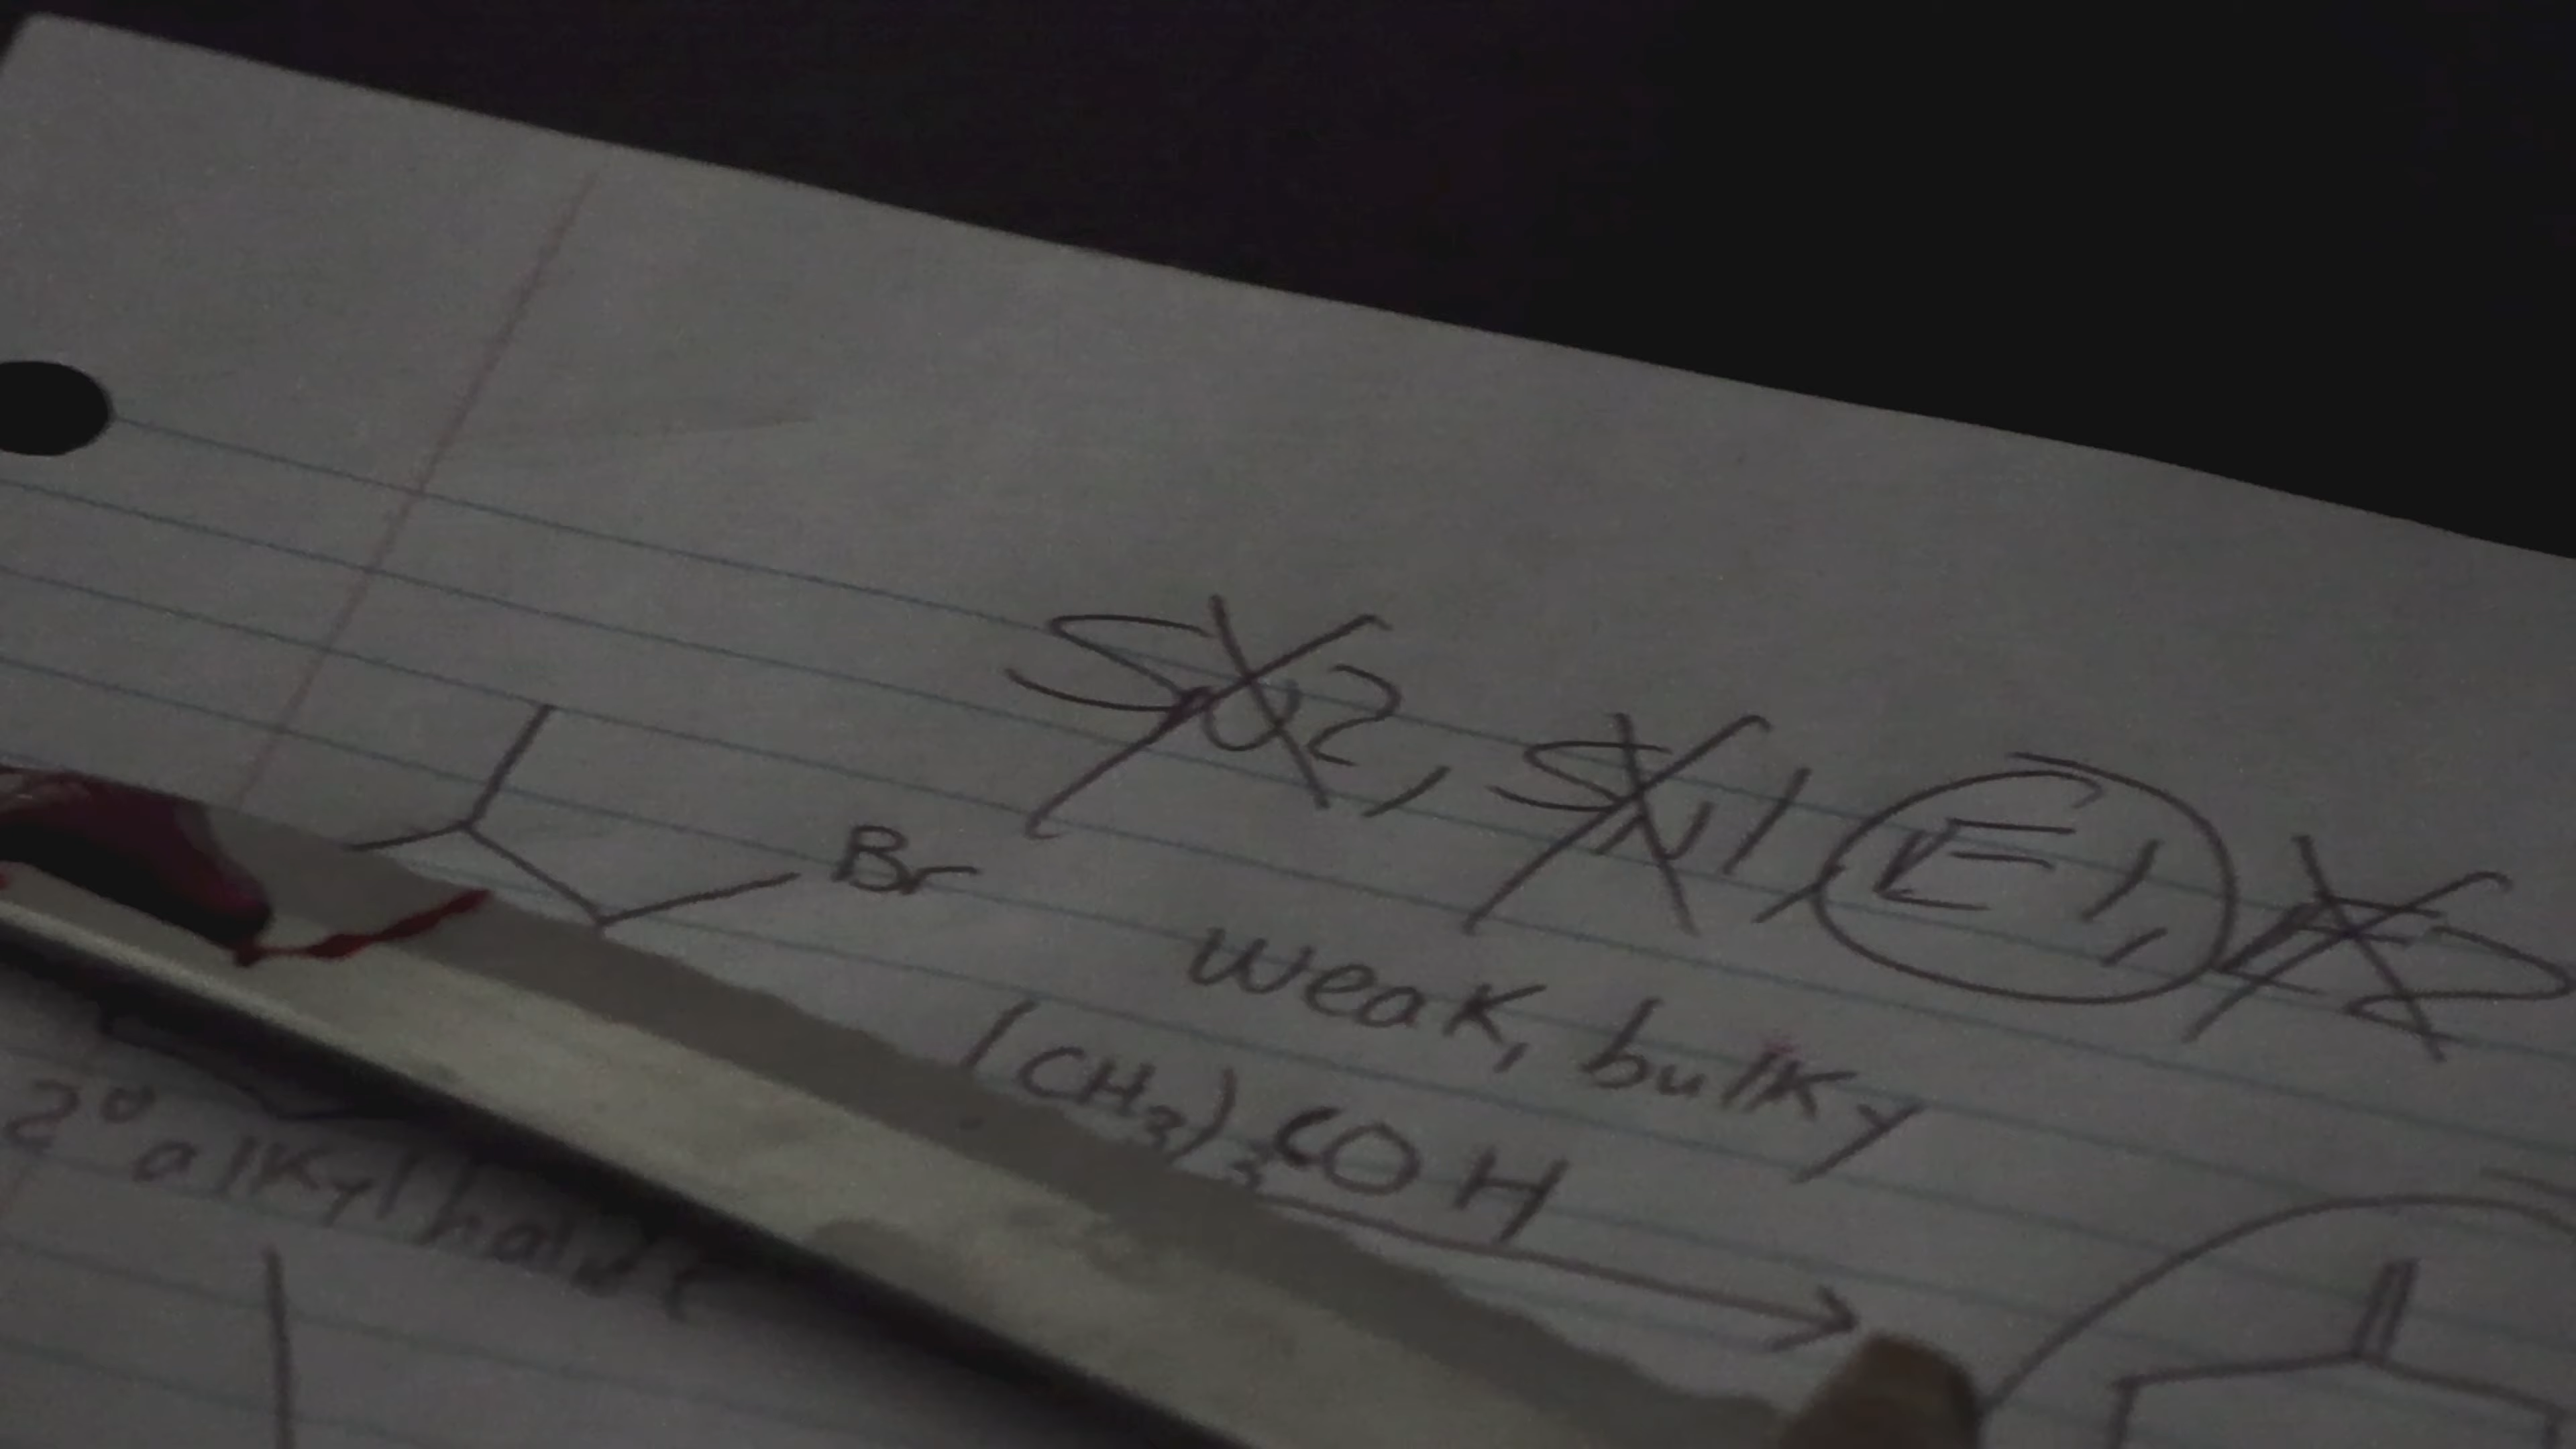 SN2, SN1, E1, E2
Br
weak, bulky
(CH3)3COH
2° alkyl halide